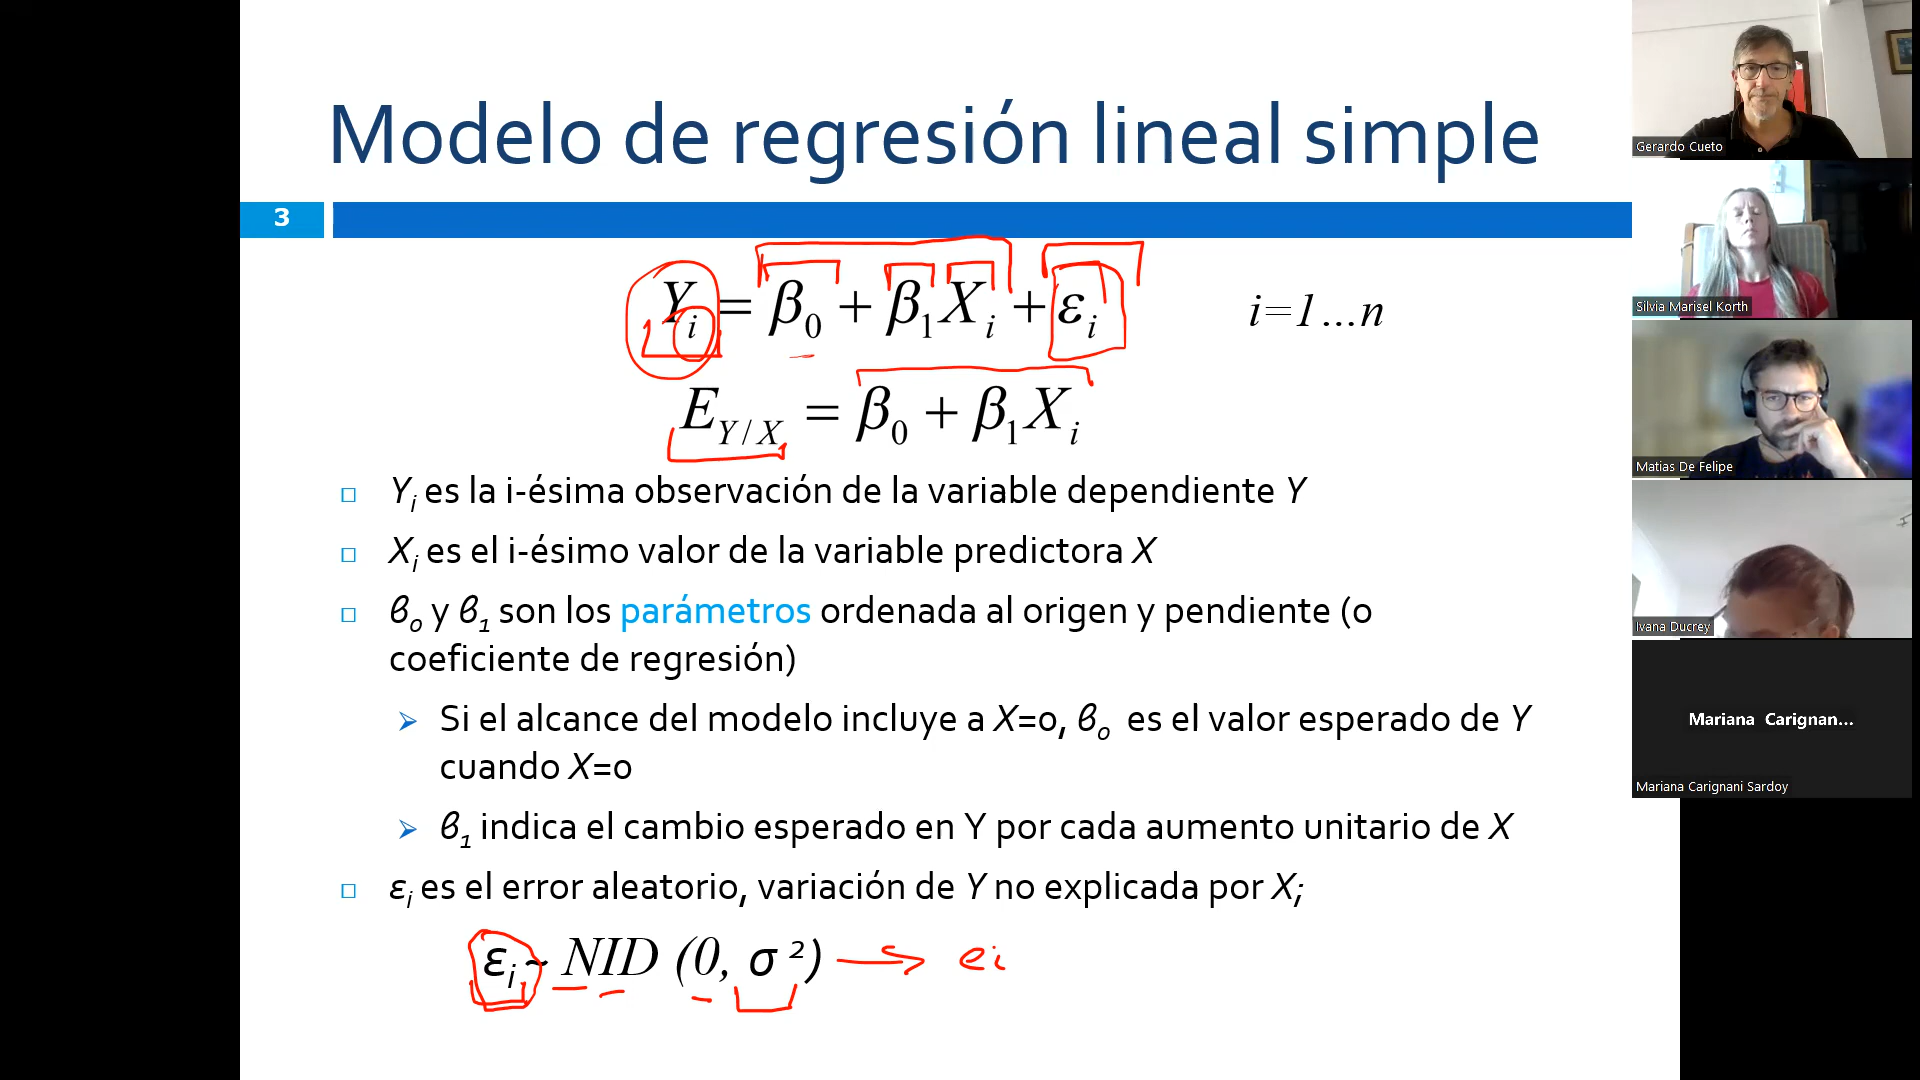 Modelo de regresión lineal simple
3
Yᵢ = β₀ + β₁Xᵢ + εᵢ i=1...n
E_Y/X = β₀ + β₁Xᵢ
Yᵢ es la i-ésima observación de la variable dependiente Y
Xᵢ es el i-ésimo valor de la variable predictora X
β₀ y β₁ son los parámetros ordenada al origen y pendiente (o
coeficiente de regresión)
Si el alcance del modelo incluye a X=0, β₀ es el valor esperado de Y
cuando X=0
β₁ indica el cambio esperado en Y por cada aumento unitario de X
εᵢ es el error aleatorio, variación de Y no explicada por X;
εᵢ ~ NID (0, σ²) → ei
Gerardo Cueto
Silvia Marisel Korth
Matias De Felipe
Ivana Ducrey
Mariana Carignan...
Mariana Carignani Sardoy